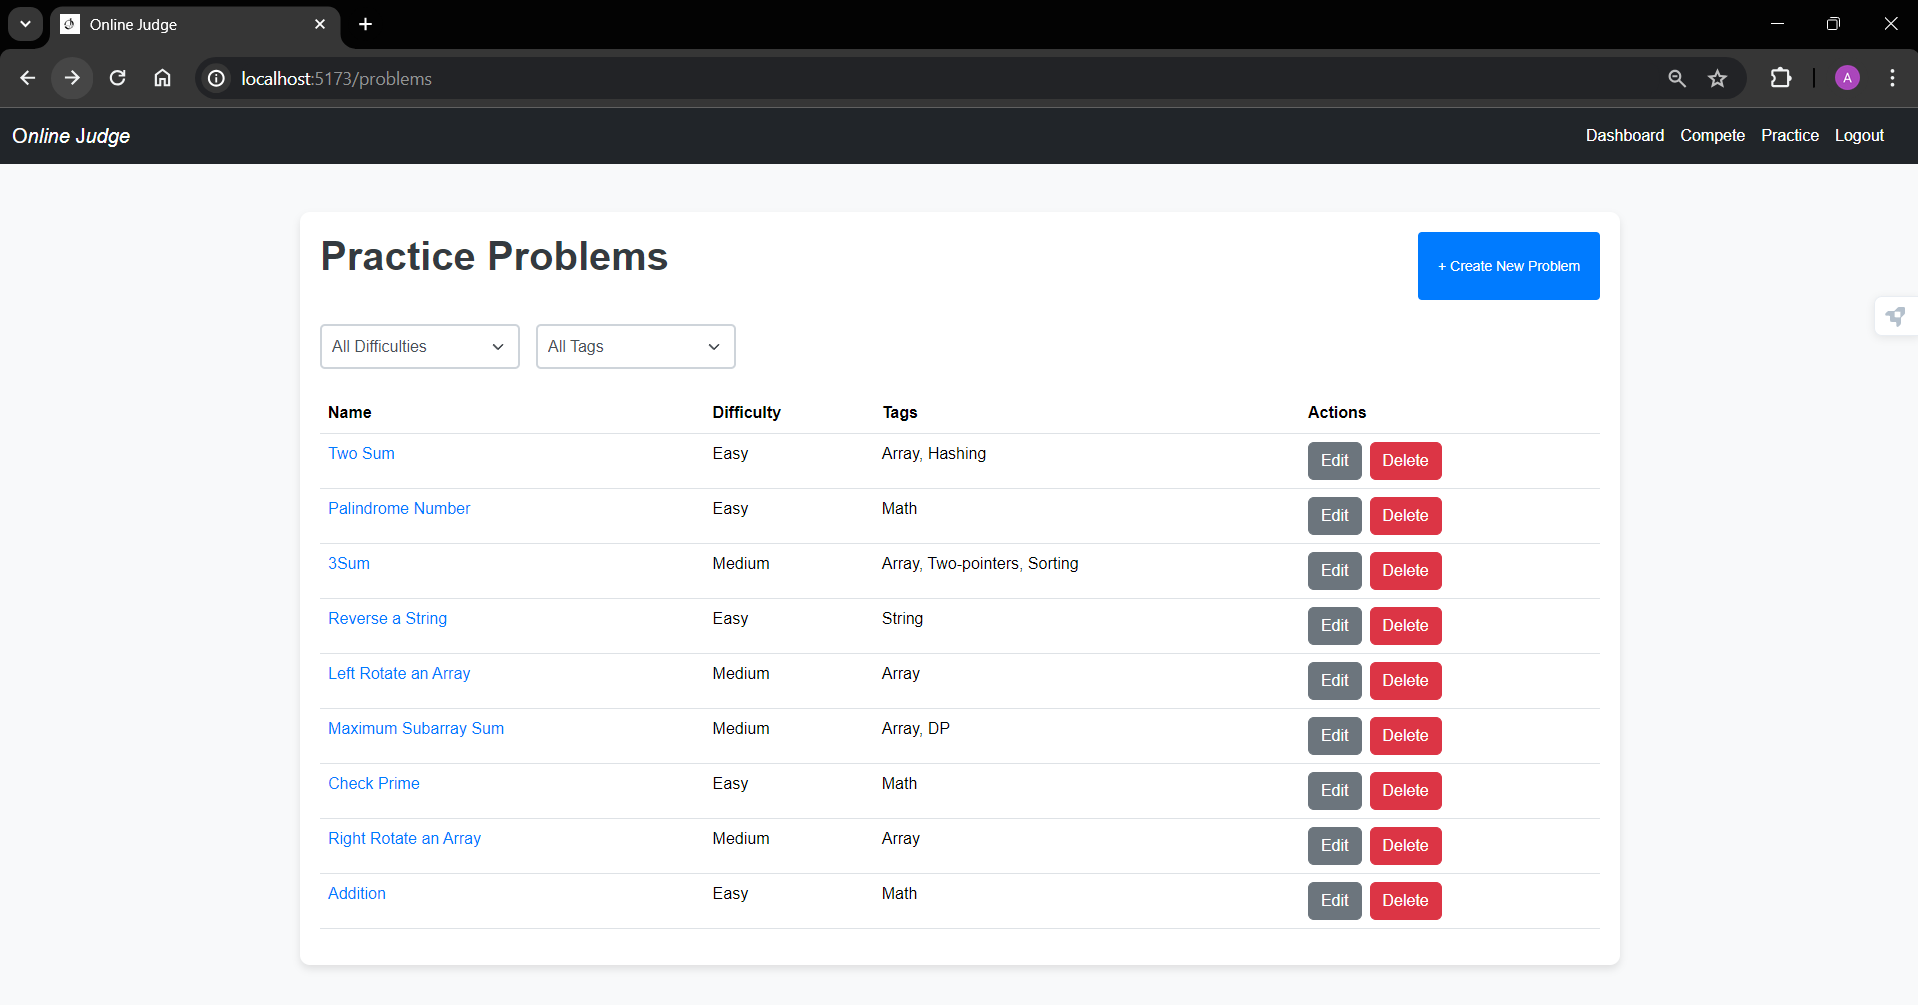 Online Judge
localhost:5173/problems
A
Online Judge
Dashboard Compete Practice Logout
Practice Problems
+ Create New Problem
All Difficulties All Tags
Name Difficulty Tags Actions
Two Sum Easy Array, Hashing Edit Delete
Palindrome Number Easy Math Edit Delete
3Sum Medium Array, Two-pointers, Sorting Edit Delete
Reverse a String Easy String Edit Delete
Left Rotate an Array Medium Array Edit Delete
Maximum Subarray Sum Medium Array, DP Edit Delete
Check Prime Easy Math Edit Delete
Right Rotate an Array Medium Array Edit Delete
Addition Easy Math Edit Delete